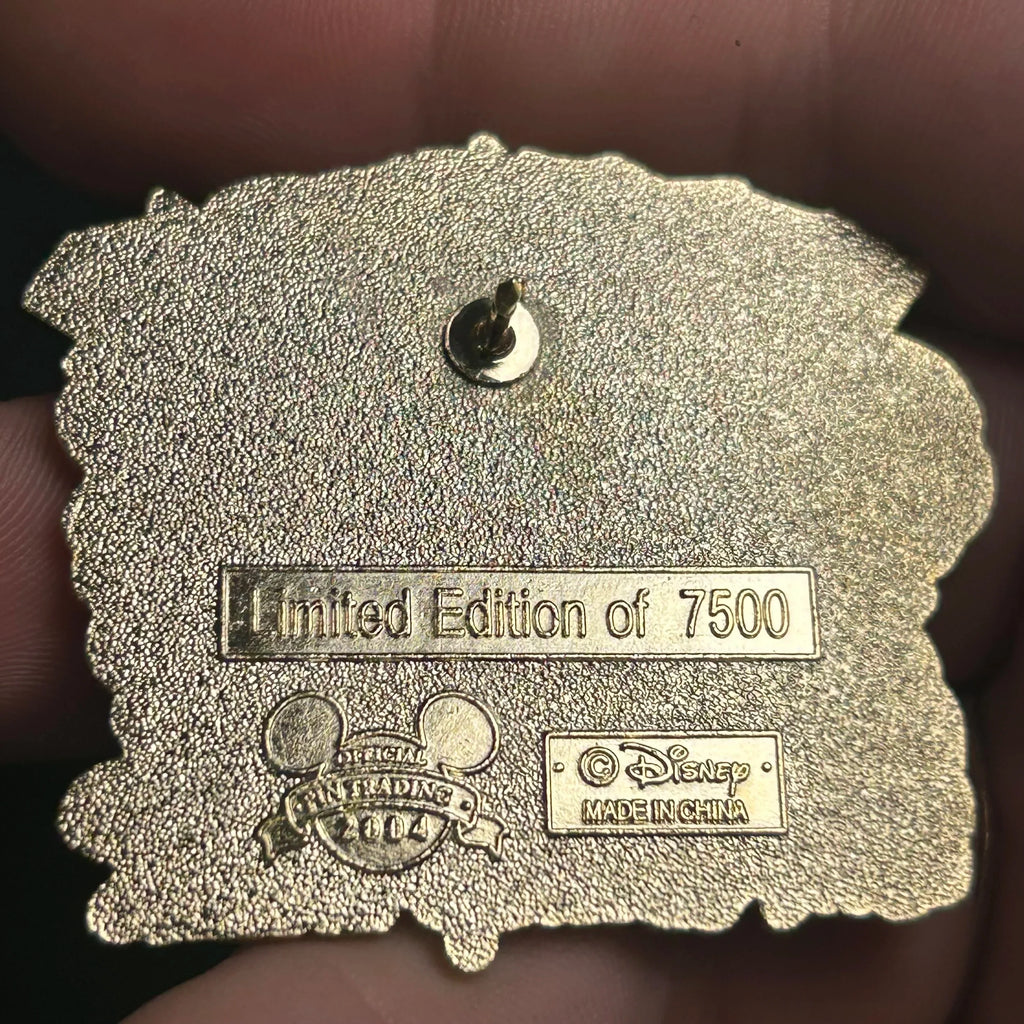 Limited Edition of 7500
OFFICIAL
PIN TRADING
2004
© Disney
MADE IN CHINA